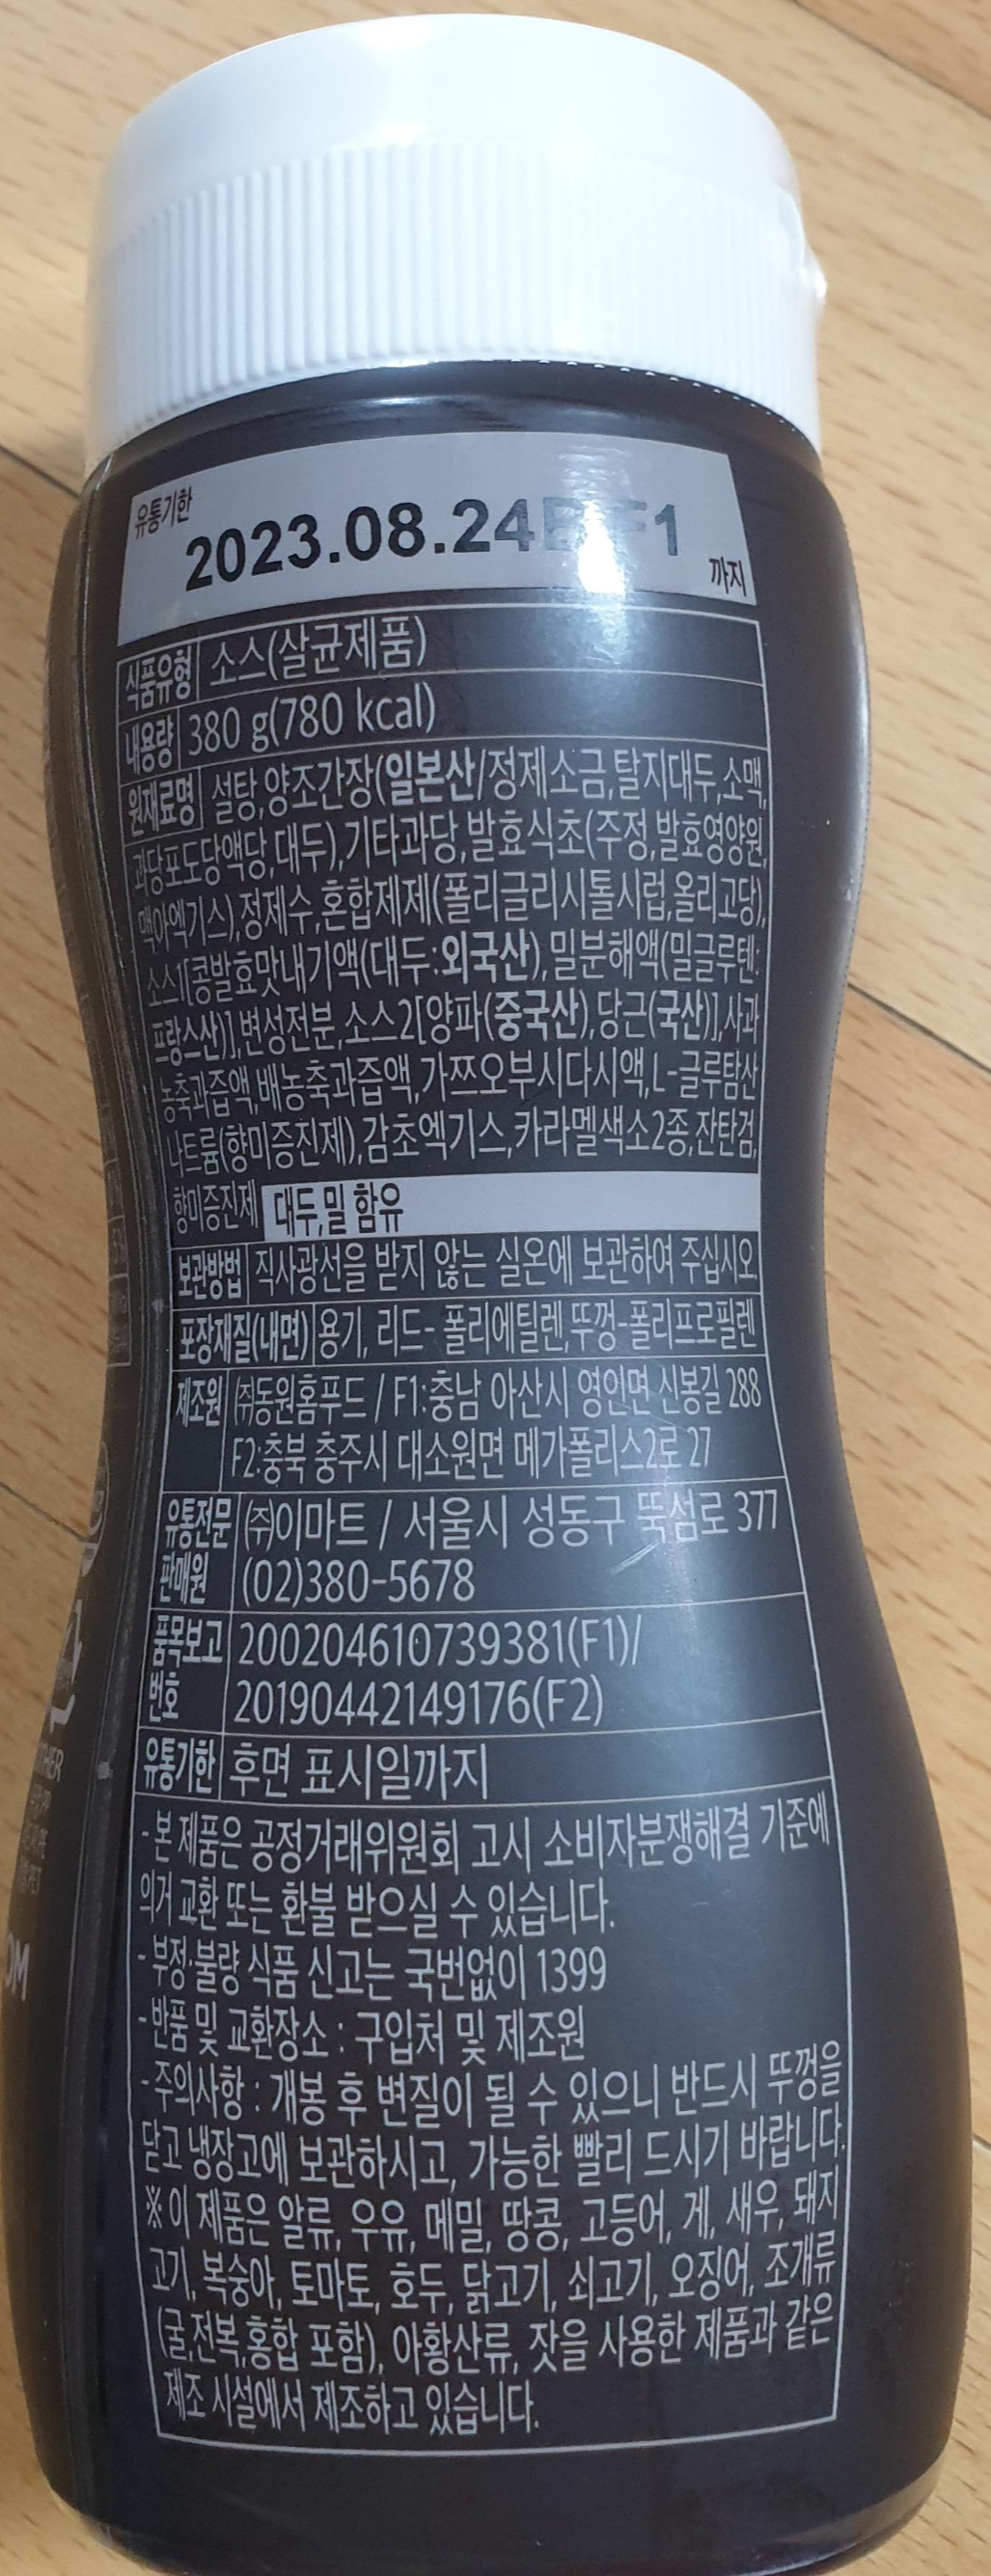 유통기한
2023.08.24 F1
까지
식품유형 소스(살균제품)
내용량 380 g(780 kcal)
원재료명 설탕,양조간장(일본산/정제소금,탈지대두,소맥,
과당포도당액당,대두),기타과당,발효식초(주정,발효영양원,
맥아엑기스),정제수,혼합제제(폴리글리시톨시럽,올리고당),
소스1[콩발효맛내기액(대두:외국산),밀분해액(밀글루텐:
프랑스산)],변성전분,소스2[양파(중국산),당근(국산)],사과
농축과즙액,배농축과즙액,가쯔오부시다시액,L-글루탐산
나트륨(향미증진제),감초엑기스,카라멜색소2종,잔탄검,
향미증진제 대두,밀 함유
보관방법 직사광선을 받지 않는 실온에 보관하여 주십시오.
포장재질(내면) 용기, 리드- 폴리에틸렌,뚜껑-폴리프로필렌
제조원 ㈜동원홈푸드 / F1:충남 아산시 영인면 신봉길 288
F2:충북 충주시 대소원면 메가폴리스2로 27
유통전문 ㈜이마트 / 서울시 성동구 뚝섬로 377
판매원 (02)380-5678
품목보고 200204610739381(F1)/
번호 20190442149176(F2)
유통기한 후면 표시일까지
- 본 제품은 공정거래위원회 고시 소비자분쟁해결 기준에
의거 교환 또는 환불 받으실 수 있습니다.
- 부정·불량 식품 신고는 국번없이 1399
- 반품 및 교환장소 : 구입처 및 제조원
- 주의사항 : 개봉 후 변질이 될 수 있으니 반드시 뚜껑을
닫고 냉장고에 보관하시고, 가능한 빨리 드시기 바랍니다.
※ 이 제품은 알류, 우유, 메밀, 땅콩, 고등어, 게, 새우, 돼지
고기, 복숭아, 토마토, 호두, 닭고기, 쇠고기, 오징어, 조개류
(굴,전복,홍합 포함), 아황산류, 잣을 사용한 제품과 같은
제조 시설에서 제조하고 있습니다.